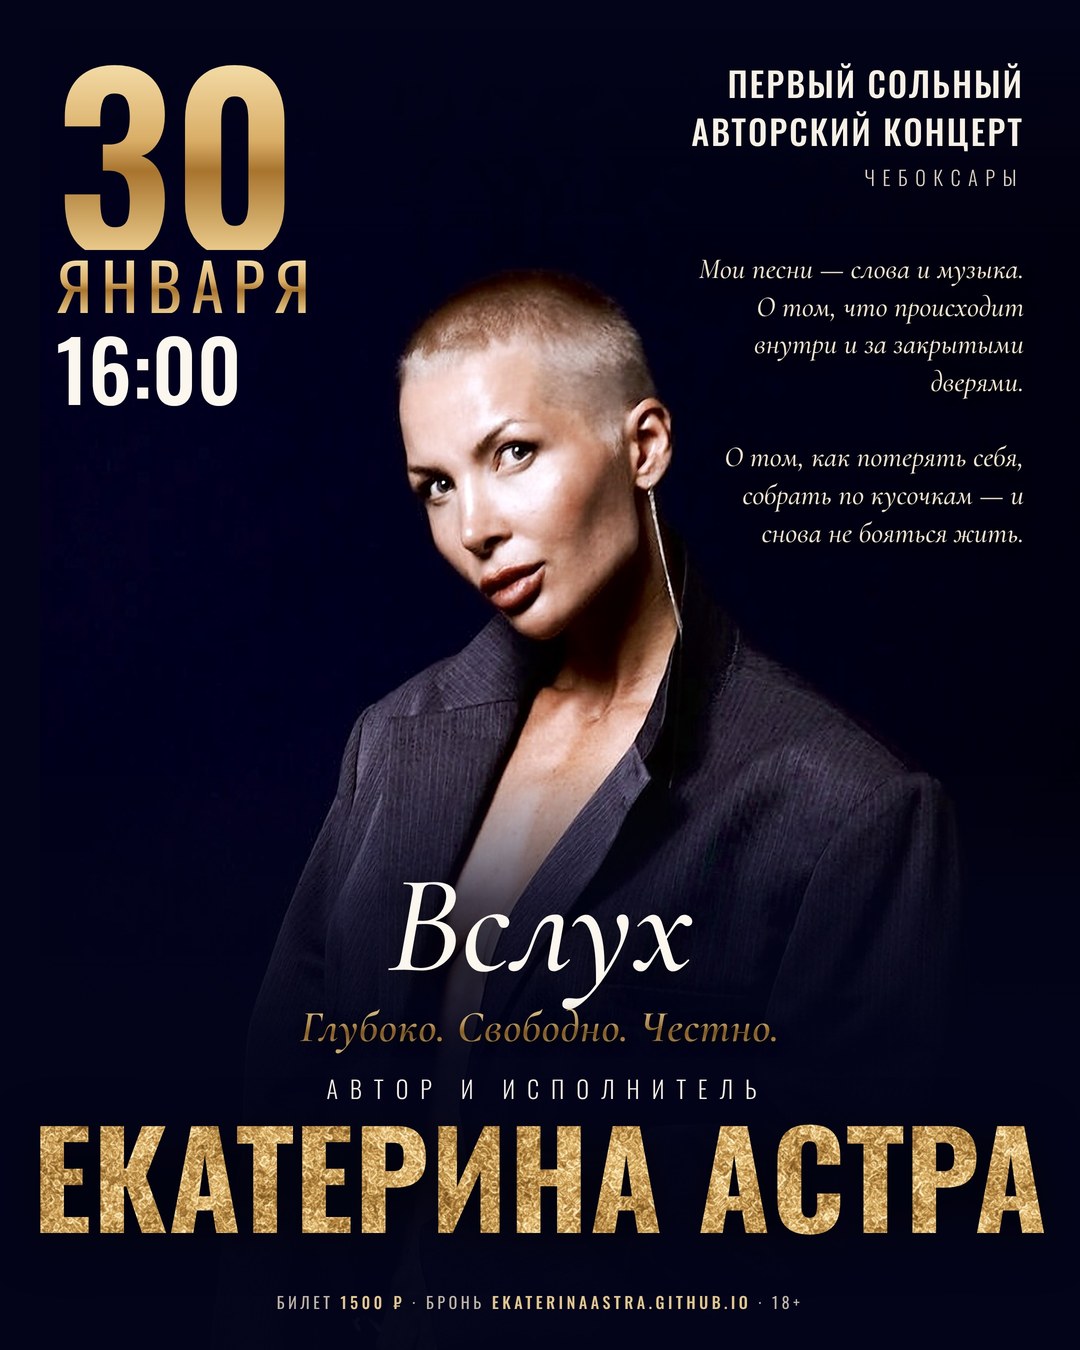 30
ЯНВАРЯ
16:00
ПЕРВЫЙ СОЛЬНЫЙ
АВТОРСКИЙ КОНЦЕРТ
ЧЕБОКСАРЫ
Мои песни — слова и музыка.
О том, что происходит
внутри и за закрытыми
дверями.
О том, как потерять себя,
собрать по кусочкам — и
снова не бояться жить.
Вслух
Глубоко. Свободно. Честно.
АВТОР И ИСПОЛНИТЕЛЬ
ЕКАТЕРИНА АСТРА
БИЛЕТ 1500 ₽ · БРОНЬ EKATERINAASTRA.GITHUB.IO · 18+